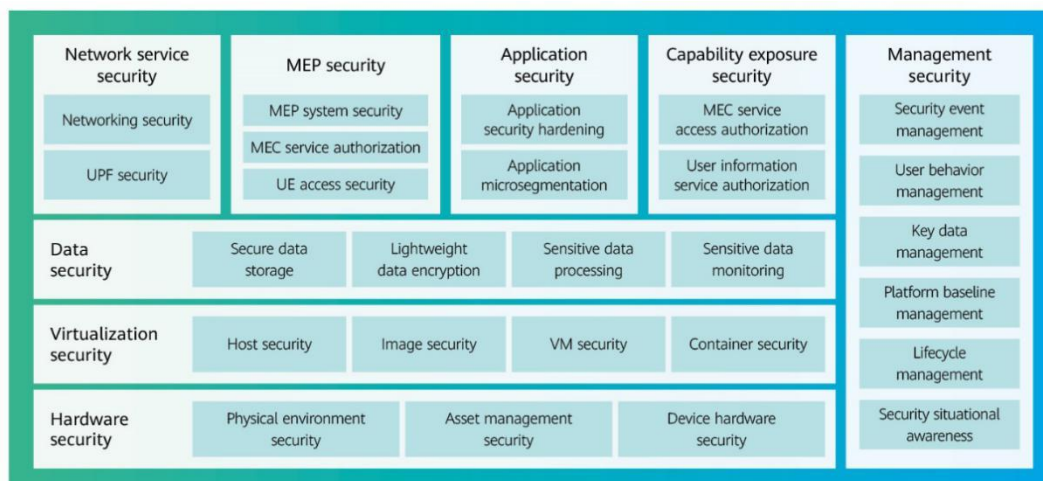 Network service
security
Networking security
UPF security
MEP security
MEP system security
MEC service authorization
UE access security
Application
security
Application
security hardening
Application
microsegmentation
Capability exposure
security
MEC service
access authorization
User information
service authorization
Management
security
Security event
management
User behavior
management
Key data
management
Platform baseline
management
Lifecycle
management
Security situational
awareness
Data
security
Secure data
storage
Lightweight
data encryption
Sensitive data
processing
Sensitive data
monitoring
Virtualization
security
Host security
Image security
VM security
Container security
Hardware
security
Physical environment
security
Asset management
security
Device hardware
security